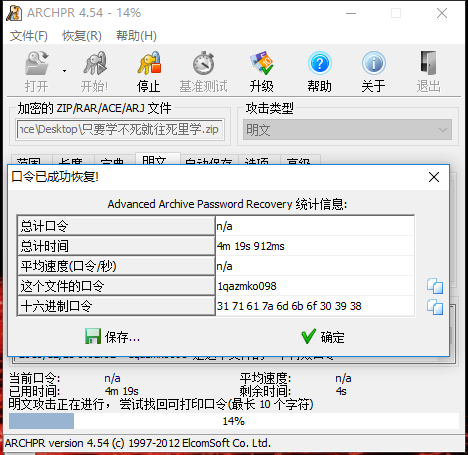 ARCHPR 4.54 - 14%
文件(F) 恢复(R) 帮助(H)
打开 开始! 停止 基准测试 升级 帮助 关于 退出
加密的 ZIP/RAR/ACE/ARJ 文件 攻击类型
nce\Desktop\只要学不死就往死里学.zip 明文
范围 长度 字典 明文 自动保存 选项 高级
口令已成功恢复!
Advanced Archive Password Recovery 统计信息:
总计口令 n/a
总计时间 4m 19s 912ms
平均速度(口令/秒) n/a
这个文件的口令 1qazmko098
十六进制口令 31 71 61 7a 6d 6b 6f 30 39 38
保存... 确定
当前口令: n/a 平均速度: n/a
已用时间: 4m 19s 剩余时间: 4s
明文攻击正在进行，尝试找回可打印口令(最长 10 个字符)
14%
ARCHPR version 4.54 (c) 1997-2012 ElcomSoft Co. Ltd.